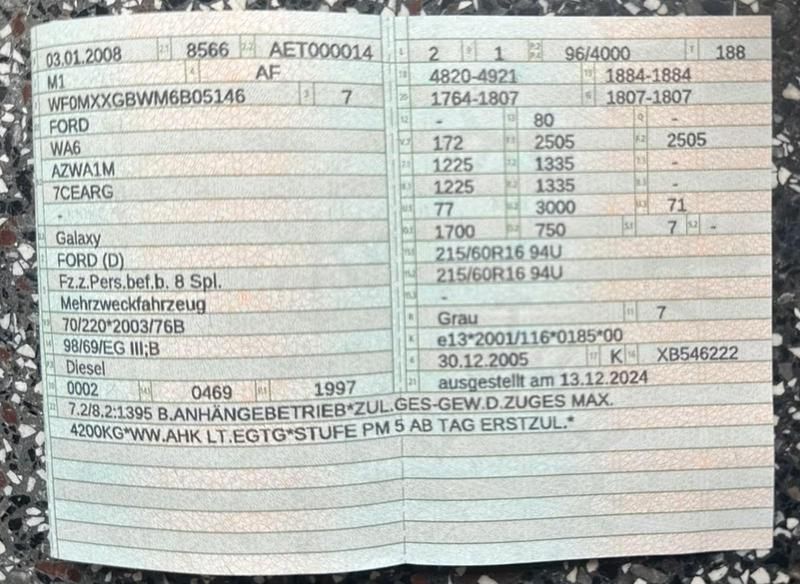 03.01.2008 2.1 8566 2.2 AET000014
M1 4 AF
WF0MXXGBWM6B05146 3 7
FORD
WA6
AZWA1M
7CEARG
-
Galaxy
FORD (D)
Fz.z.Pers.bef.b. 8 Spl.
Mehrzweckfahrzeug
70/220*2003/76B
98/69/EG III;B
Diesel
0002 0469 1997
2 1 96/4000 188
4820-4921 1884-1884
1764-1807 1807-1807
- 80 -
172 2505 2505
1225 1335 -
1225 1335 -
77 3000 71
1700 750 7 -
215/60R16 94U
215/60R16 94U
-
Grau 11 7
e13*2001/116*0185*00
30.12.2005 17 K 16 XB546222
21 ausgestellt am 13.12.2024
22 7.2/8.2:1395 B.ANHÄNGEBETRIEB*ZUL.GES-GEW.D.ZUGES MAX.
4200KG*WW.AHK LT.EGTG*STUFE PM 5 AB TAG ERSTZUL.*